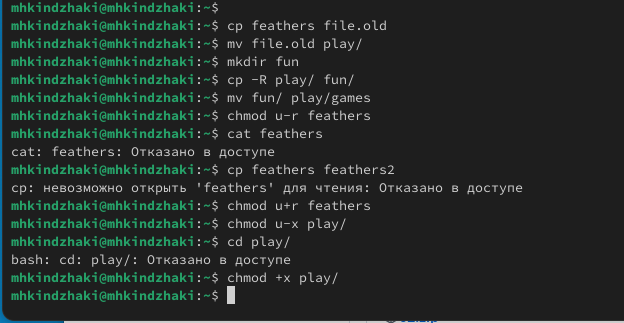 mhkindzhaki@mhkindzhaki:~$
mhkindzhaki@mhkindzhaki:~$ cp feathers file.old
mhkindzhaki@mhkindzhaki:~$ mv file.old play/
mhkindzhaki@mhkindzhaki:~$ mkdir fun
mhkindzhaki@mhkindzhaki:~$ cp -R play/ fun/
mhkindzhaki@mhkindzhaki:~$ mv fun/ play/games
mhkindzhaki@mhkindzhaki:~$ chmod u-r feathers
mhkindzhaki@mhkindzhaki:~$ cat feathers
cat: feathers: Отказано в доступе
mhkindzhaki@mhkindzhaki:~$ cp feathers feathers2
cp: невозможно открыть 'feathers' для чтения: Отказано в доступе
mhkindzhaki@mhkindzhaki:~$ chmod u+r feathers
mhkindzhaki@mhkindzhaki:~$ chmod u-x play/
mhkindzhaki@mhkindzhaki:~$ cd play/
bash: cd: play/: Отказано в доступе
mhkindzhaki@mhkindzhaki:~$ chmod +x play/
mhkindzhaki@mhkindzhaki:~$